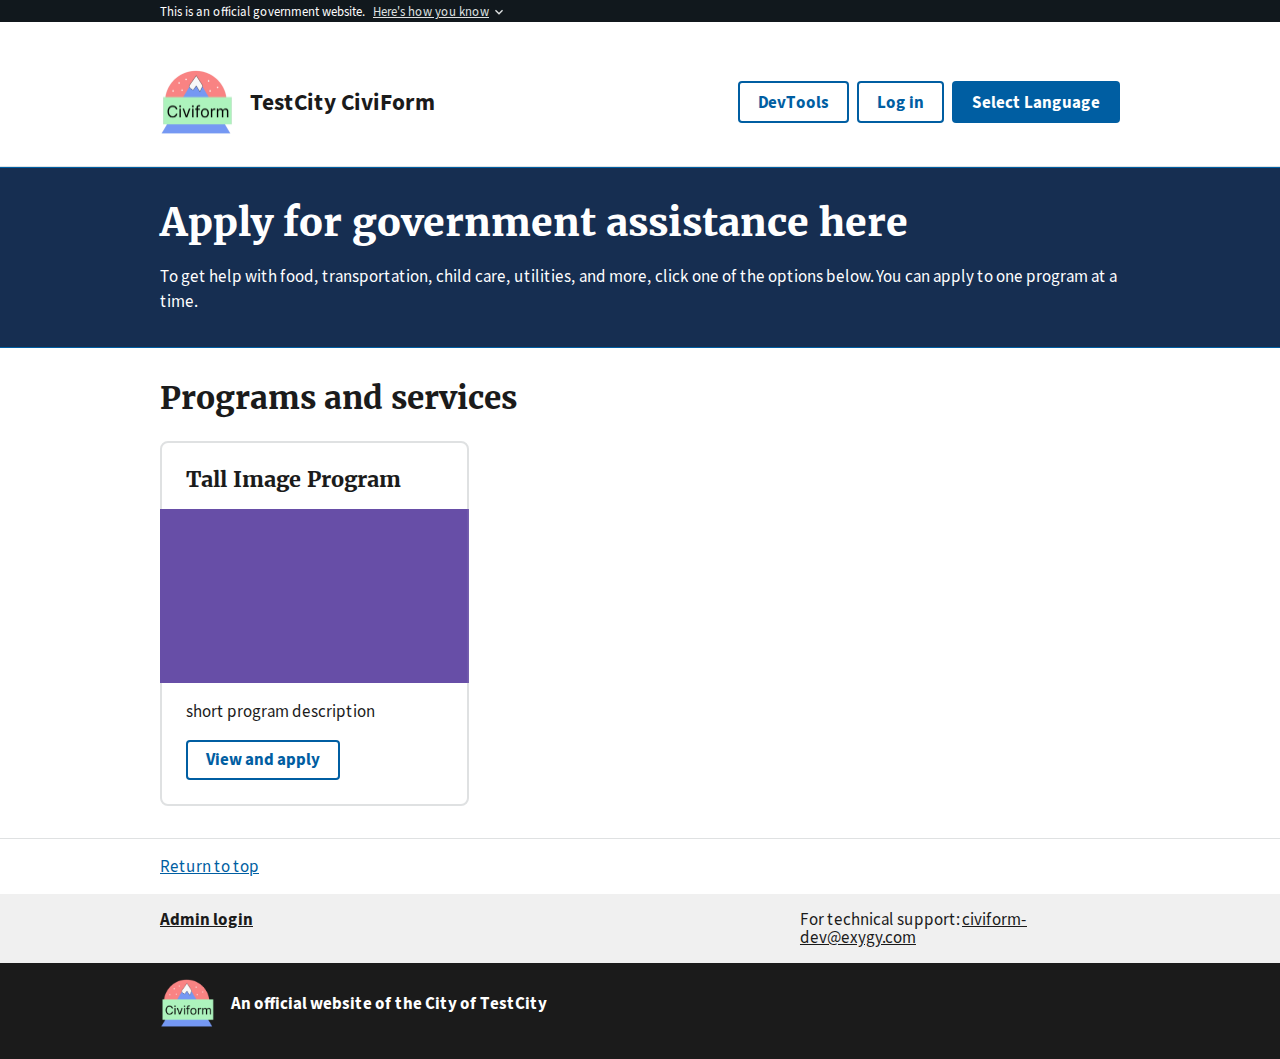 This is an official government website. Here's how you know
Civiform
TestCity CiviForm
DevTools
Log in
Select Language
Apply for government assistance here
To get help with food, transportation, child care, utilities, and more, click one of the options below. You can apply to one program at a
time.
Programs and services
Tall Image Program
short program description
View and apply
Return to top
Admin login
For technical support: civiform-
dev@exygy.com
Civiform
An official website of the City of TestCity